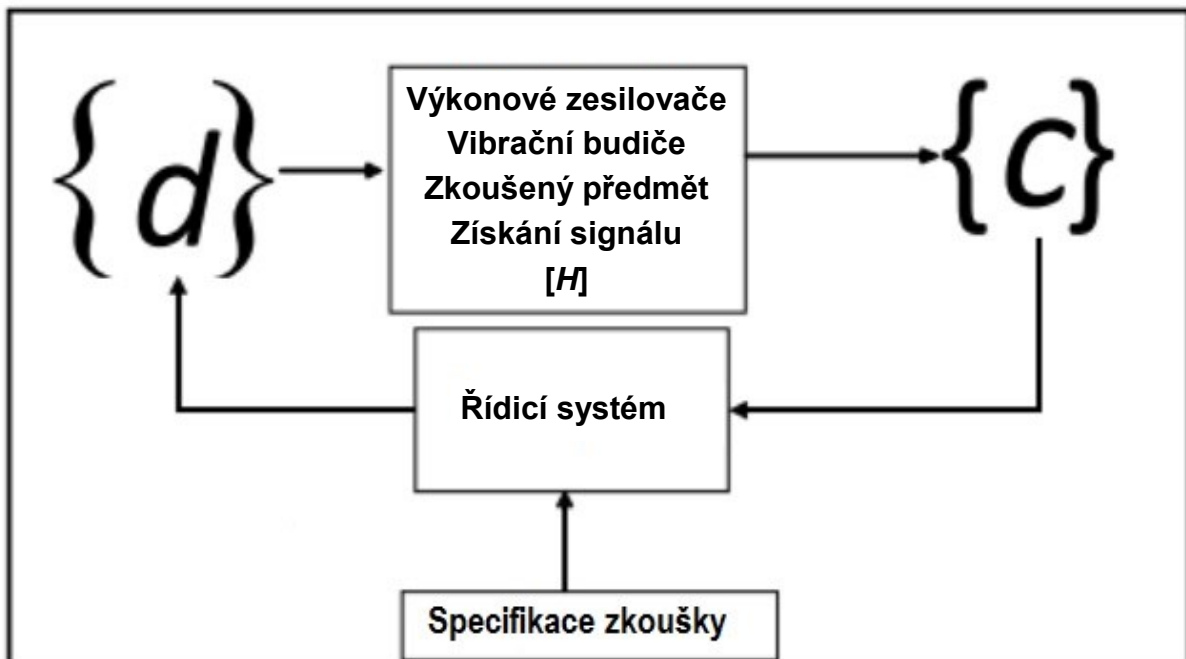 {d}
Výkonové zesilovače
Vibrační budiče
Zkoušený předmět
Získání signálu
[H]
{c}
Řídicí systém
Specifikace zkoušky